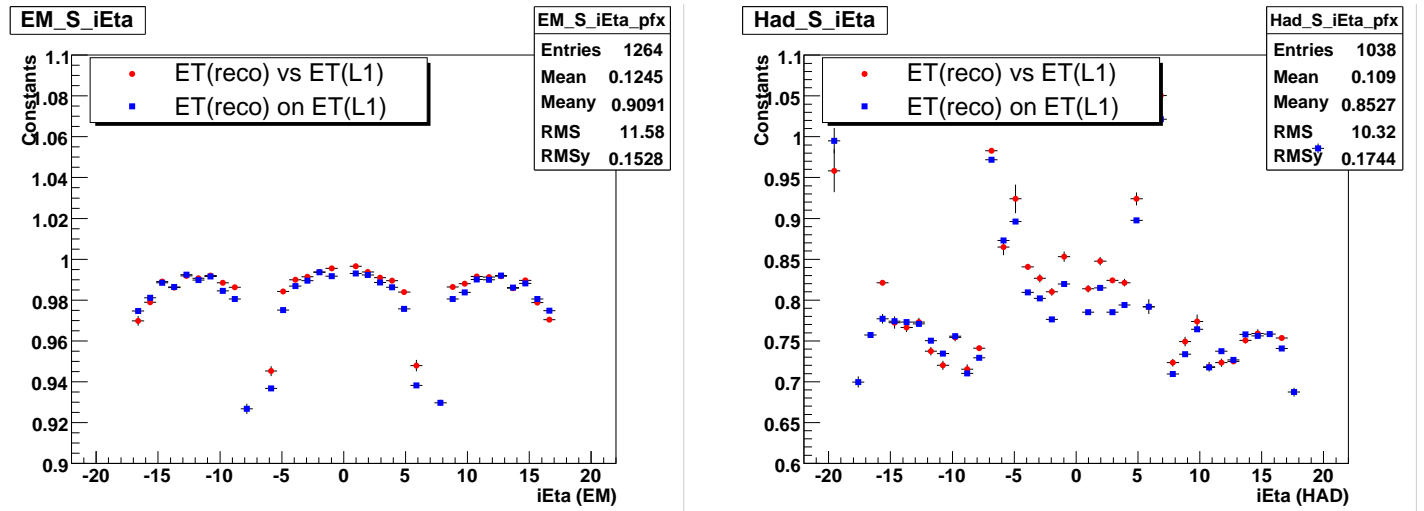 EM_S_iEta
EM_S_iEta_pfx
Entries 1264
Mean 0.1245
Meany 0.9091
RMS 11.58
RMSy 0.1528
ET(reco) vs ET(L1)
ET(reco) on ET(L1)
Constants
1.1
1.08
1.06
1.04
1.02
1
0.98
0.96
0.94
0.92
0.9
-20 -15 -10 -5 0 5 10 15 20
iEta (EM)
Had_S_iEta
Had_S_iEta_pfx
Entries 1038
Mean 0.109
Meany 0.8527
RMS 10.32
RMSy 0.1744
ET(reco) vs ET(L1)
ET(reco) on ET(L1)
Constants
1.1
1.05
1
0.95
0.9
0.85
0.8
0.75
0.7
0.65
0.6
-20 -15 -10 -5 0 5 10 15 20
iEta (HAD)